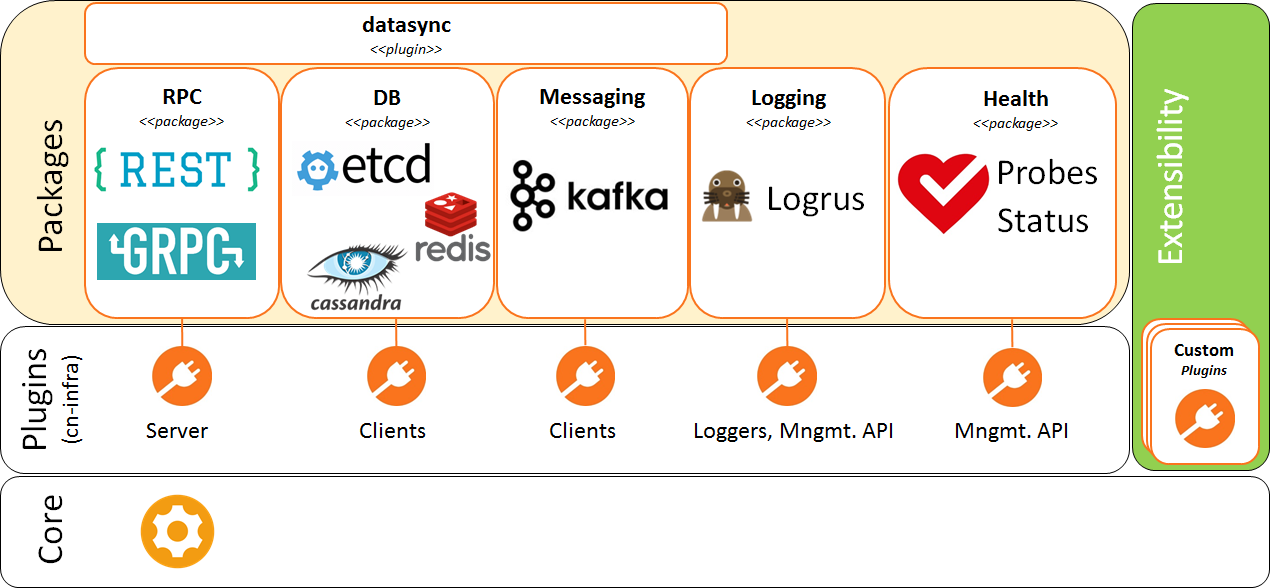 datasync
<<plugin>>
Packages
RPC
<<package>>
{ REST }
GRPC
DB
<<package>>
etcd
redis
cassandra
Messaging
<<package>>
kafka
Logging
<<package>>
Logrus
Health
<<package>>
Probes
Status
Extensibility
Custom
Plugins
Plugins
(cn-infra)
Server
Clients
Clients
Loggers, Mngmt. API
Mngmt. API
Core